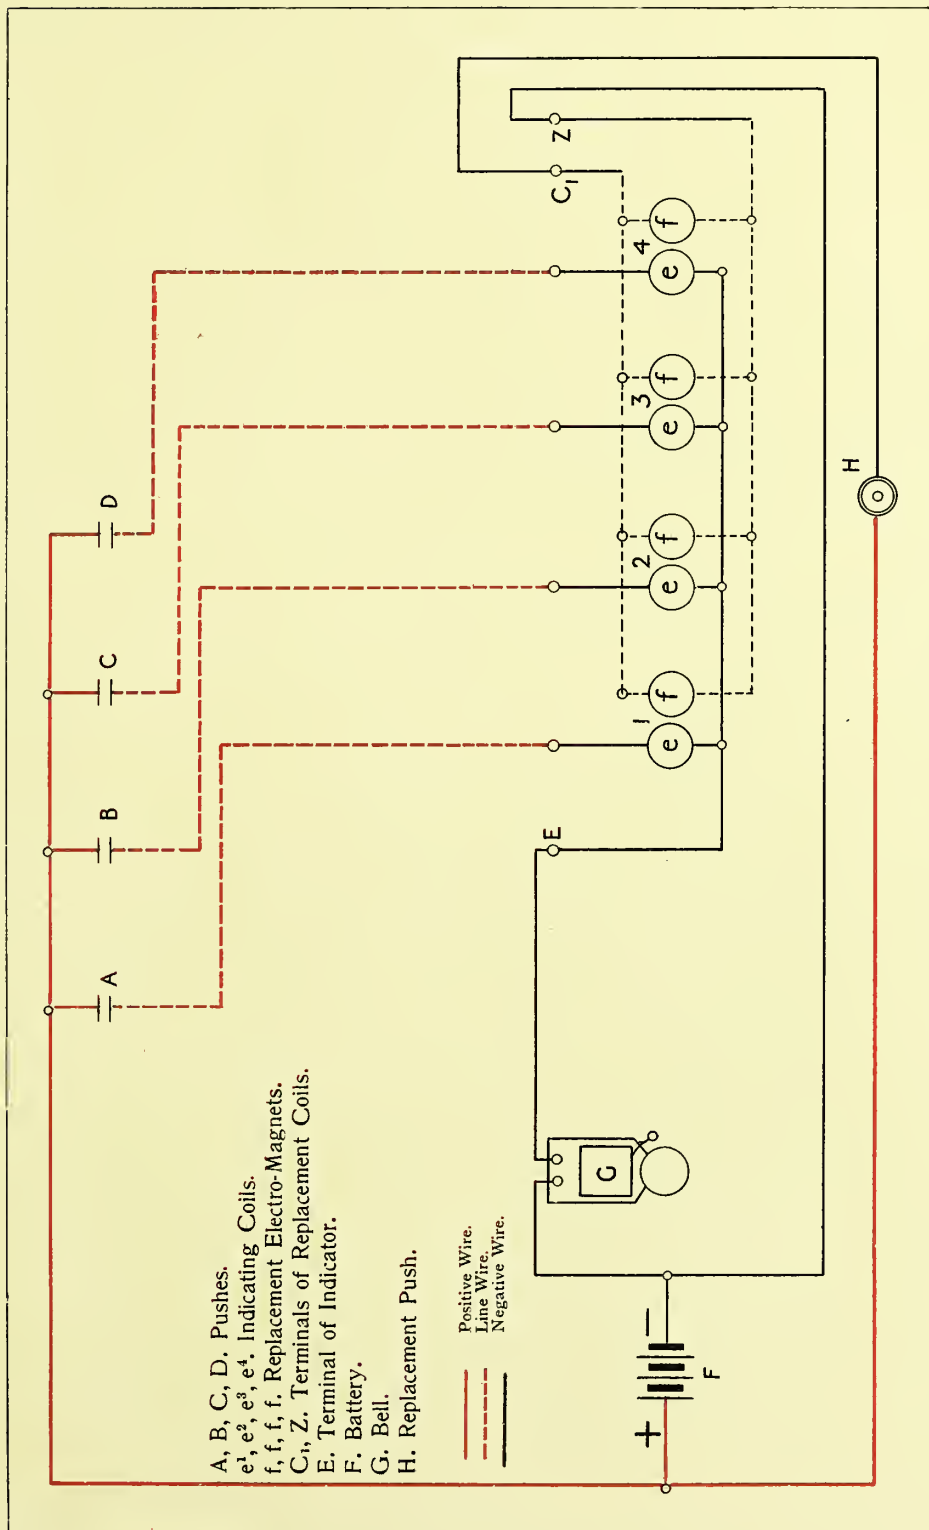 A, B, C, D. Pushes.
e¹, e², e³, e⁴. Indicating Coils.
f, f, f, f. Replacement Electro-Magnets.
C₁, Z. Terminals of Replacement Coils.
E. Terminal of Indicator.
F. Battery.
G. Bell.
H. Replacement Push.
Positive Wire.
Line Wire.
Negative Wire.
A
B
C
D
E
C₁
Z
1
e
f
2
e
f
3
e
f
4
e
f
G
+
−
F
H